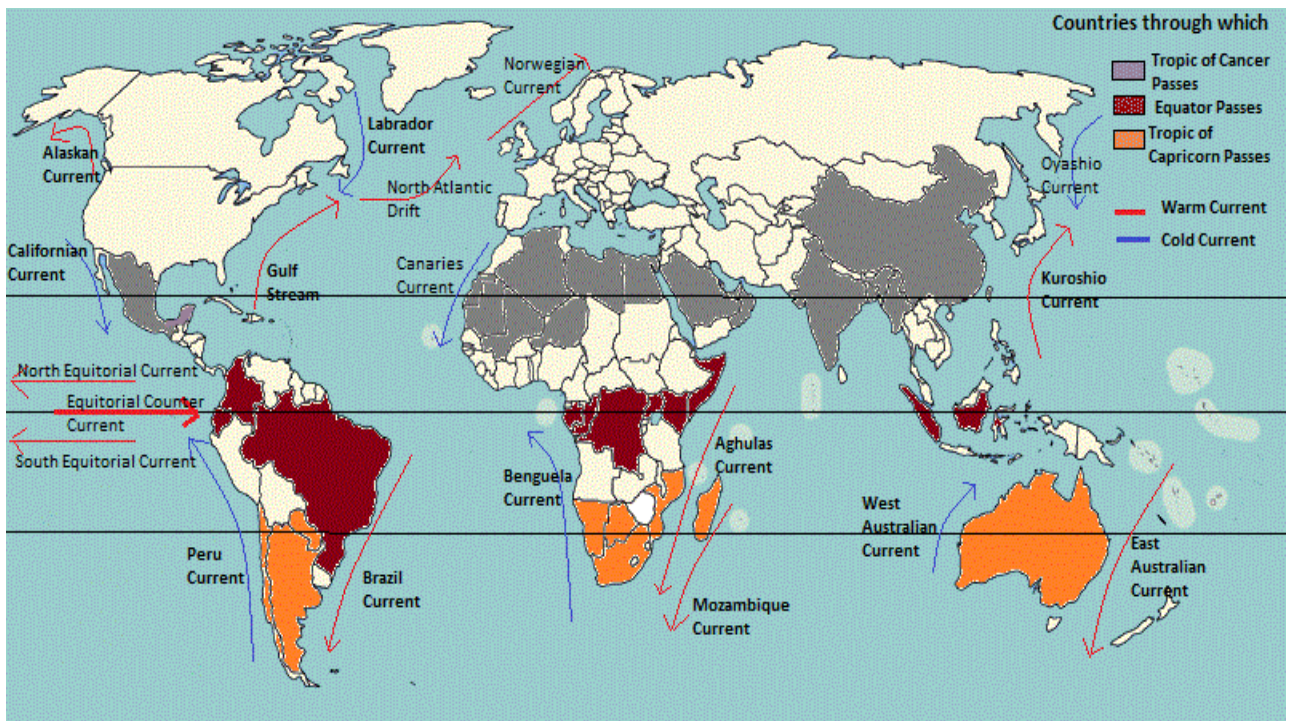 Countries through which
Tropic of Cancer
Passes
Equator Passes
Tropic of
Capricorn Passes
Warm Current
Cold Current
Norwegian
Current
Labrador
Current
Alaskan
Current
North Atlantic
Drift
Oyashio
Current
Californian
Current
Gulf
Stream
Canaries
Current
Kuroshio
Current
North Equitorial Current
Equitorial Counter
Current
South Equitorial Current
Benguela
Current
Aghulas
Current
West
Australian
Current
East
Australian
Current
Peru
Current
Brazil
Current
Mozambique
Current